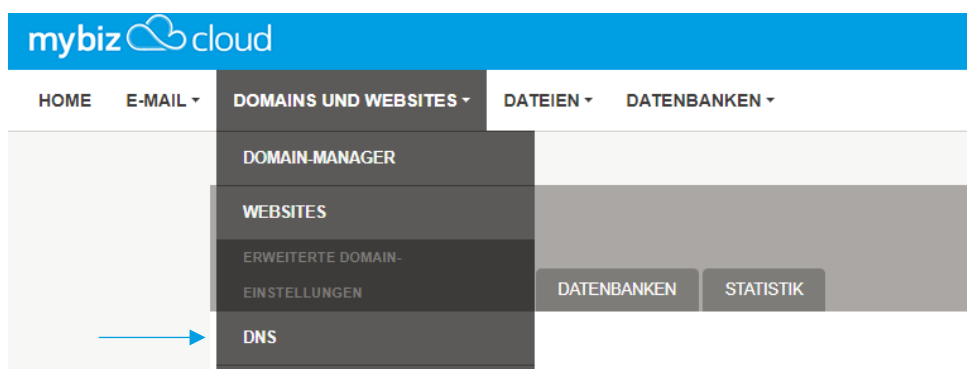 mybiz cloud
HOME E-MAIL DOMAINS UND WEBSITES DATEIEN DATENBANKEN
DOMAIN-MANAGER
WEBSITES
ERWEITERTE DOMAIN-
EINSTELLUNGEN
DATENBANKEN STATISTIK
DNS